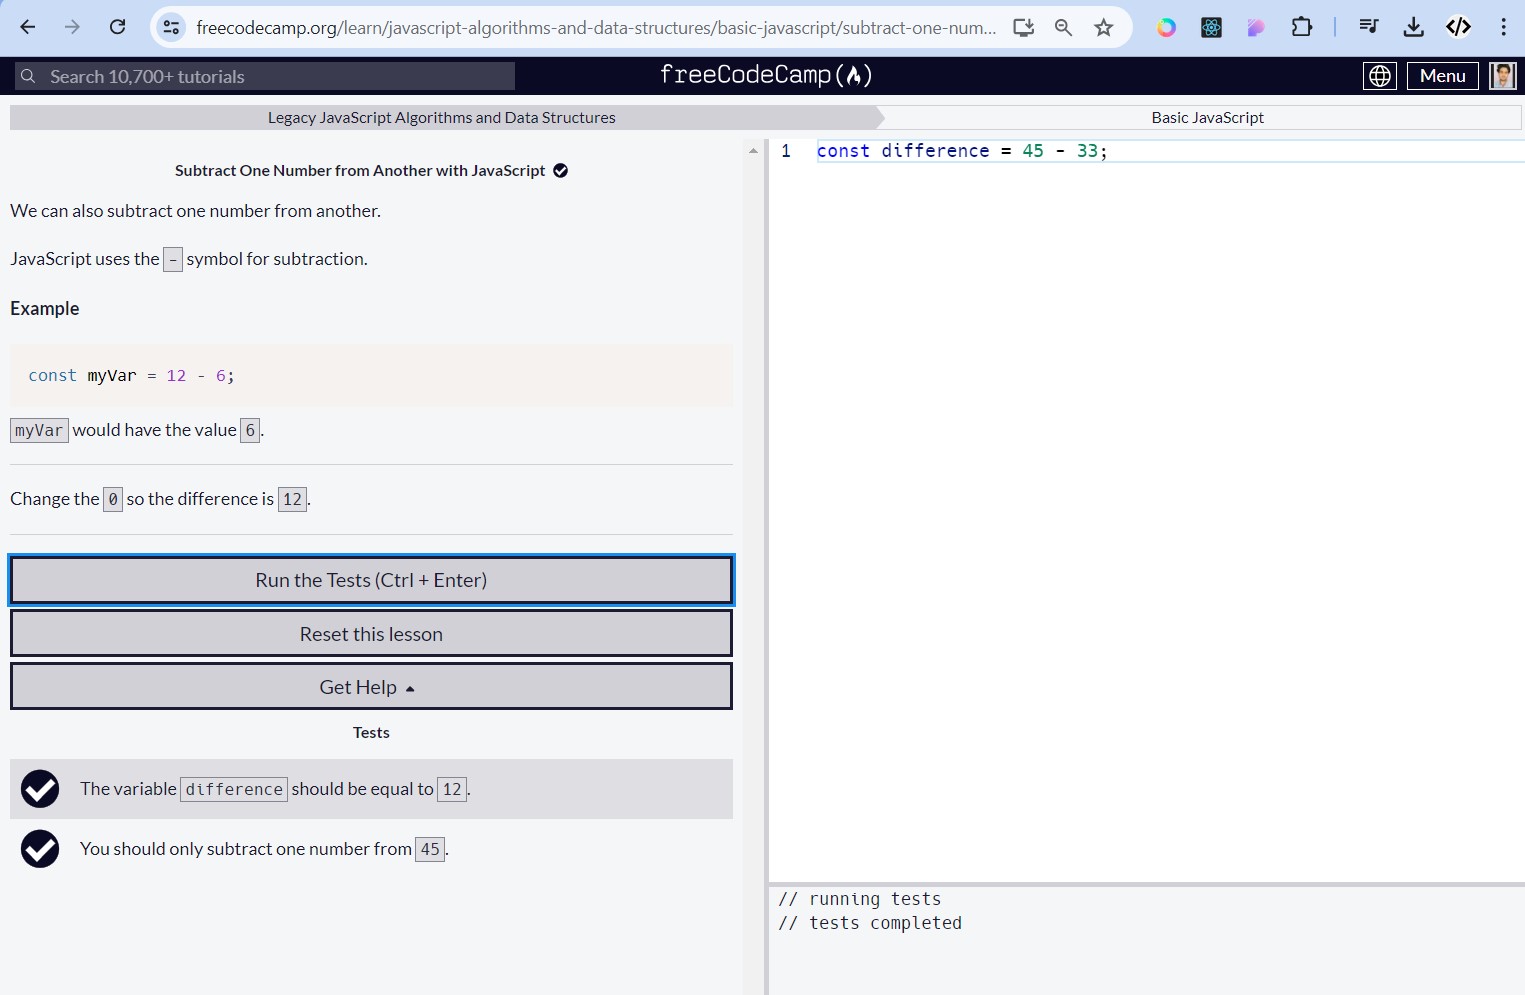 freecodecamp.org/learn/javascript-algorithms-and-data-structures/basic-javascript/subtract-one-num...
Search 10,700+ tutorials
freeCodeCamp
Menu
Legacy JavaScript Algorithms and Data Structures
Basic JavaScript
Subtract One Number from Another with JavaScript
We can also subtract one number from another.
JavaScript uses the - symbol for subtraction.
Example
const myVar = 12 - 6;
myVar would have the value 6.
Change the 0 so the difference is 12.
Run the Tests (Ctrl + Enter)
Reset this lesson
Get Help
Tests
The variable difference should be equal to 12.
You should only subtract one number from 45.
1 const difference = 45 - 33;
// running tests
// tests completed